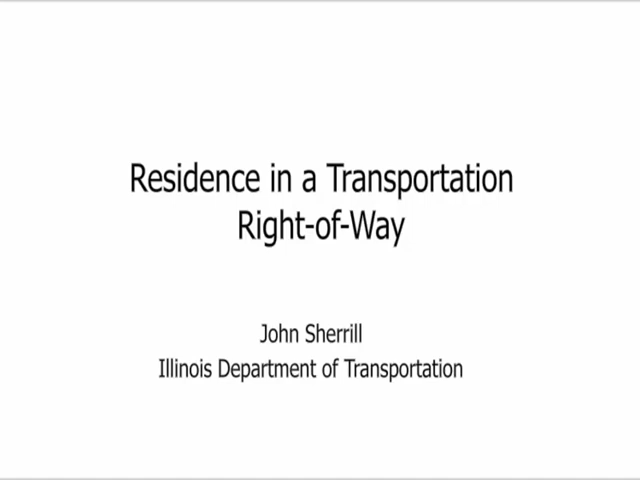 Residence in a Transportation
Right-of-Way
John Sherrill
Illinois Department of Transportation